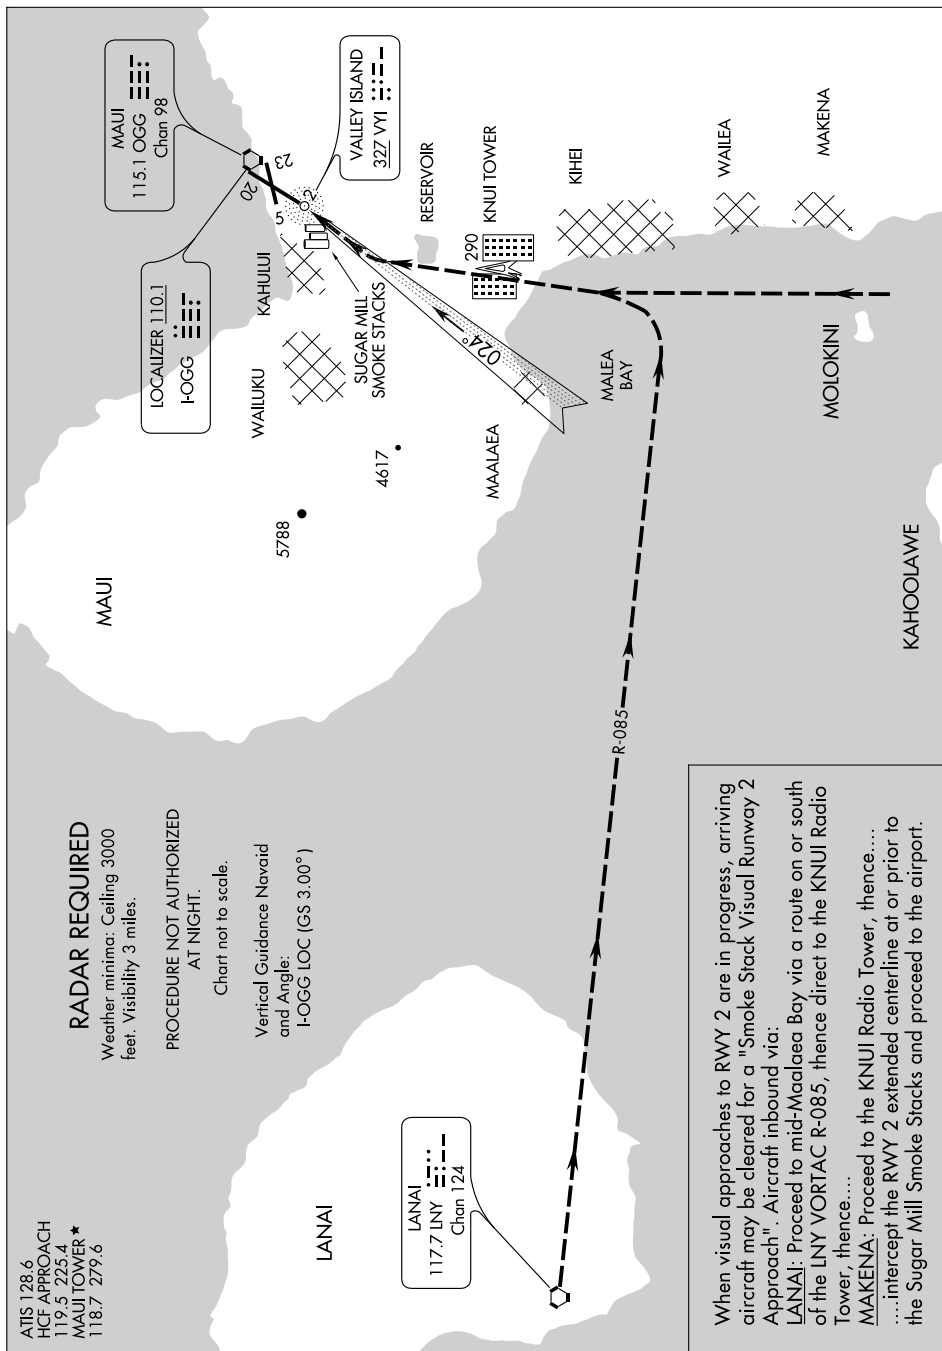 ATIS 128.6
HCF APPROACH
119.5 225.4
MAUI TOWER ★
118.7 279.6
RADAR REQUIRED
Weather minima: Ceiling 3000
feet. Visibility 3 miles.
PROCEDURE NOT AUTHORIZED
AT NIGHT.
Chart not to scale.
Vertical Guidance Navaid
and Angle:
I-OGG LOC (GS 3.00°)
MAUI
MAUI
115.1 OGG
Chan 98
LOCALIZER 110.1
I-OGG
VALLEY ISLAND
327 VYI
20
23
5
2
KAHULUI
WAILUKU
SUGAR MILL
SMOKE STACKS
RESERVOIR
KNUI TOWER
290
KIHEI
WAILEA
MAKENA
024°
4617
5788
MAALAEA
MALEA
BAY
MOLOKINI
KAHOOLAWE
R-085
LANAI
LANAI
117.7 LNY
Chan 124
When visual approaches to RWY 2 are in progress, arriving
aircraft may be cleared for a "Smoke Stack Visual Runway 2
Approach". Aircraft inbound via:
LANAI: Proceed to mid-Maalaea Bay via a route on or south
of the LNY VORTAC R-085, thence direct to the KNUI Radio
Tower, thence....
MAKENA: Proceed to the KNUI Radio Tower, thence....
....intercept the RWY 2 extended centerline at or prior to
the Sugar Mill Smoke Stacks and proceed to the airport.